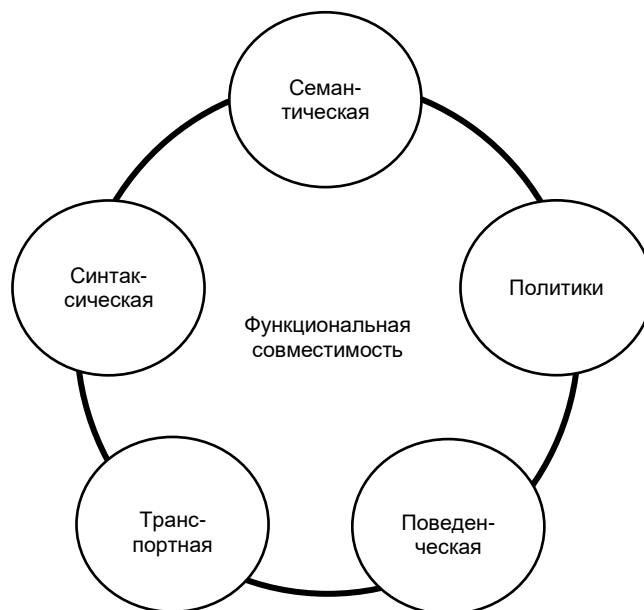 Семан-
тическая
Синтак-
сическая
Политики
Функциональная
совместимость
Транс-
портная
Поведен-
ческая